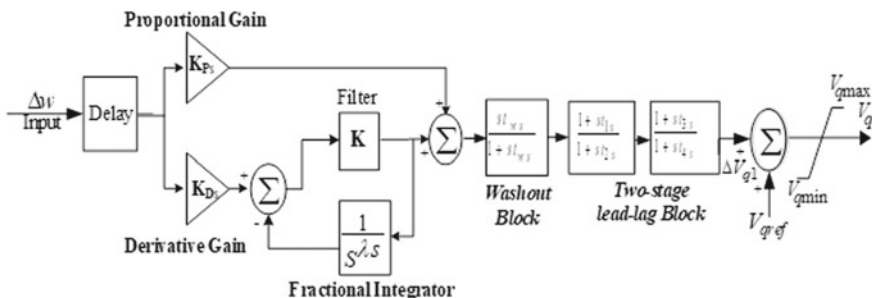 Proportional Gain
K_Ps
Δw
Input
Delay
Filter
K
+
Σ
+
st_ws
1 + st_ws
1 + st_1s
1 + st_2s
1 + st_3s
1 + st_4s
+
Σ
+
ΔV_q1
V_qmax
V_q
V_qmin
V_qref
K_Ds
+
Σ
-
Washout
Block
Two-stage
lead-lag Block
Derivative Gain
1
S^λs
Fractional Integrator